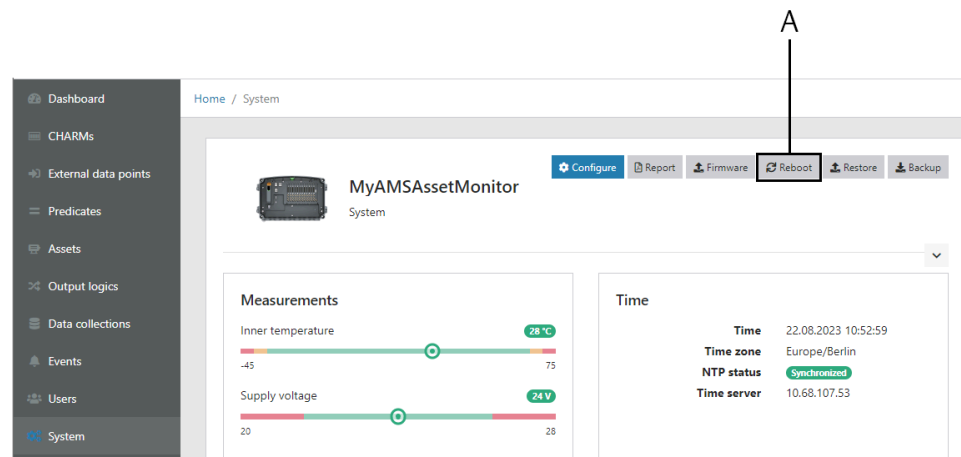 A
Dashboard
Home / System
CHARMs
External data points
Configure Report Firmware Reboot Restore Backup
MyAMSAssetMonitor
System
Predicates
Assets
Output logics
Data collections
Events
Users
System
Measurements
Inner temperature 28 °C
-45 75
Supply voltage 24 V
20 28
Time
Time 22.08.2023 10:52:59
Time zone Europe/Berlin
NTP status Synchronized
Time server 10.68.107.53